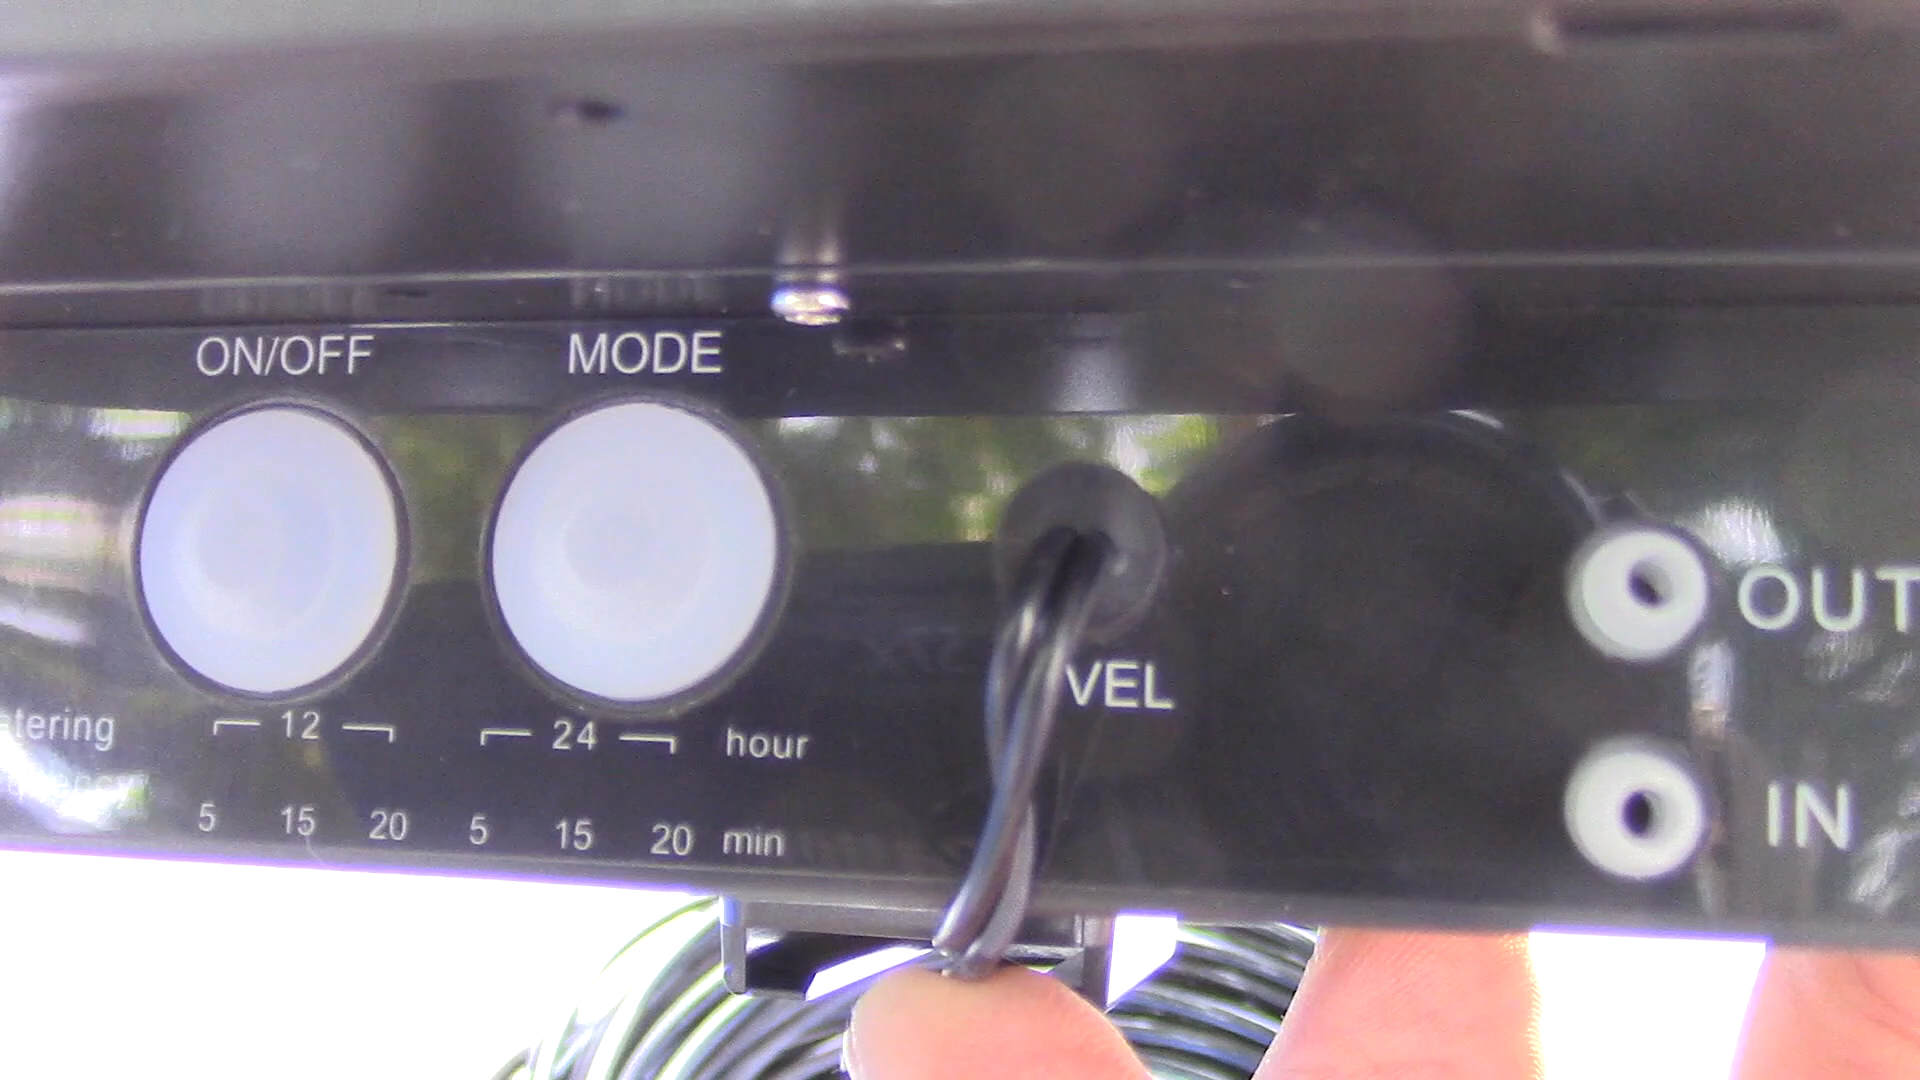 ON/OFF MODE
OUT
VEL
tering 12 24 hour
5 15 20 5 15 20 min
IN